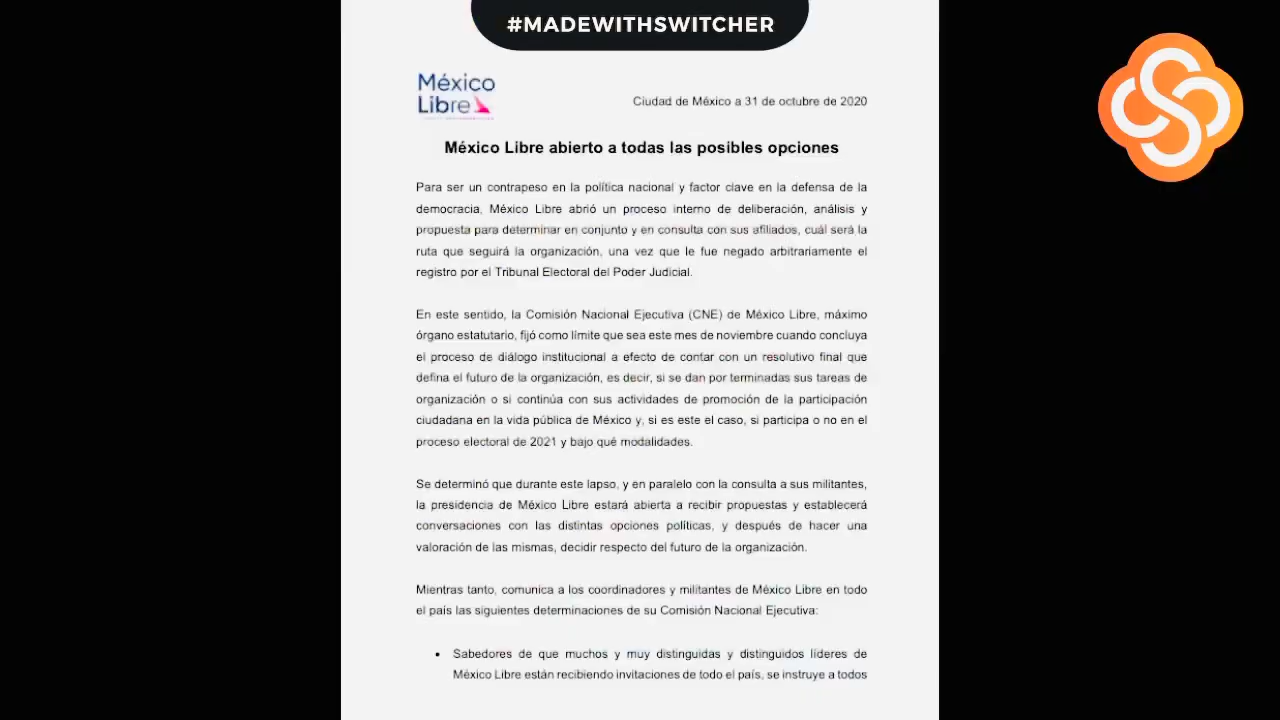 #MADEWITHSWITCHER
México
Libre
Ciudad de México a 31 de octubre de 2020
México Libre abierto a todas las posibles opciones
Para ser un contrapeso en la política nacional y factor clave en la defensa de la
democracia, México Libre abrió un proceso interno de deliberación, análisis y
propuesta para determinar en conjunto y en consulta con sus afiliados, cuál será la
ruta que seguirá la organización, una vez que le fue negado arbitrariamente el
registro por el Tribunal Electoral del Poder Judicial.
En este sentido, la Comisión Nacional Ejecutiva (CNE) de México Libre, máximo
órgano estatutario, fijó como límite que sea este mes de noviembre cuando concluya
el proceso de diálogo institucional a efecto de contar con un resolutivo final que
defina el futuro de la organización, es decir, si se dan por terminadas sus tareas de
organización o si continúa con sus actividades de promoción de la participación
ciudadana en la vida pública de México y, si es este el caso, si participa o no en el
proceso electoral de 2021 y bajo qué modalidades.
Se determinó que durante este lapso, y en paralelo con la consulta a sus militantes,
la presidencia de México Libre estará abierta a recibir propuestas y establecerá
conversaciones con las distintas opciones políticas, y después de hacer una
valoración de las mismas, decidir respecto del futuro de la organización.
Mientras tanto, comunica a los coordinadores y militantes de México Libre en todo
el país las siguientes determinaciones de su Comisión Nacional Ejecutiva:
• Sabedores de que muchos y muy distinguidas y distinguidos líderes de
México Libre están recibiendo invitaciones de todo el país, se instruye a todos